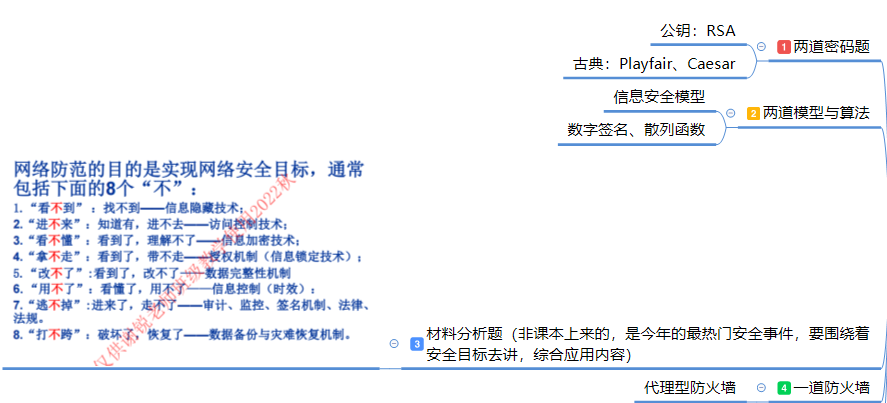 公钥：RSA
1 两道密码题
古典：Playfair、Caesar
信息安全模型
2 两道模型与算法
数字签名、散列函数
网络防范的目的是实现网络安全目标，通常
包括下面的8个“不”：
1.“看不到”：找不到——信息隐藏技术；
2.“进不来”：知道有，进不去——访问控制技术；
3.“看不懂”：看到了，理解不了——信息加密技术；
4.“拿不走”：看到了，带不走——授权机制（信息锁定技术）；
5.“改不了”:看到了，改不了——数据完整性机制
6.“用不了”：看懂了，用不了——信息控制（时效）；
7.“逃不掉”:进来了，走不了——审计、监控、签名机制、法律、
法规。
8.“打不跨”：破坏了，恢复了——数据备份与灾难恢复机制。
3 材料分析题（非课本上来的，是今年的最热门安全事件，要围绕着
安全目标去讲，综合应用内容）
代理型防火墙
4 一道防火墙